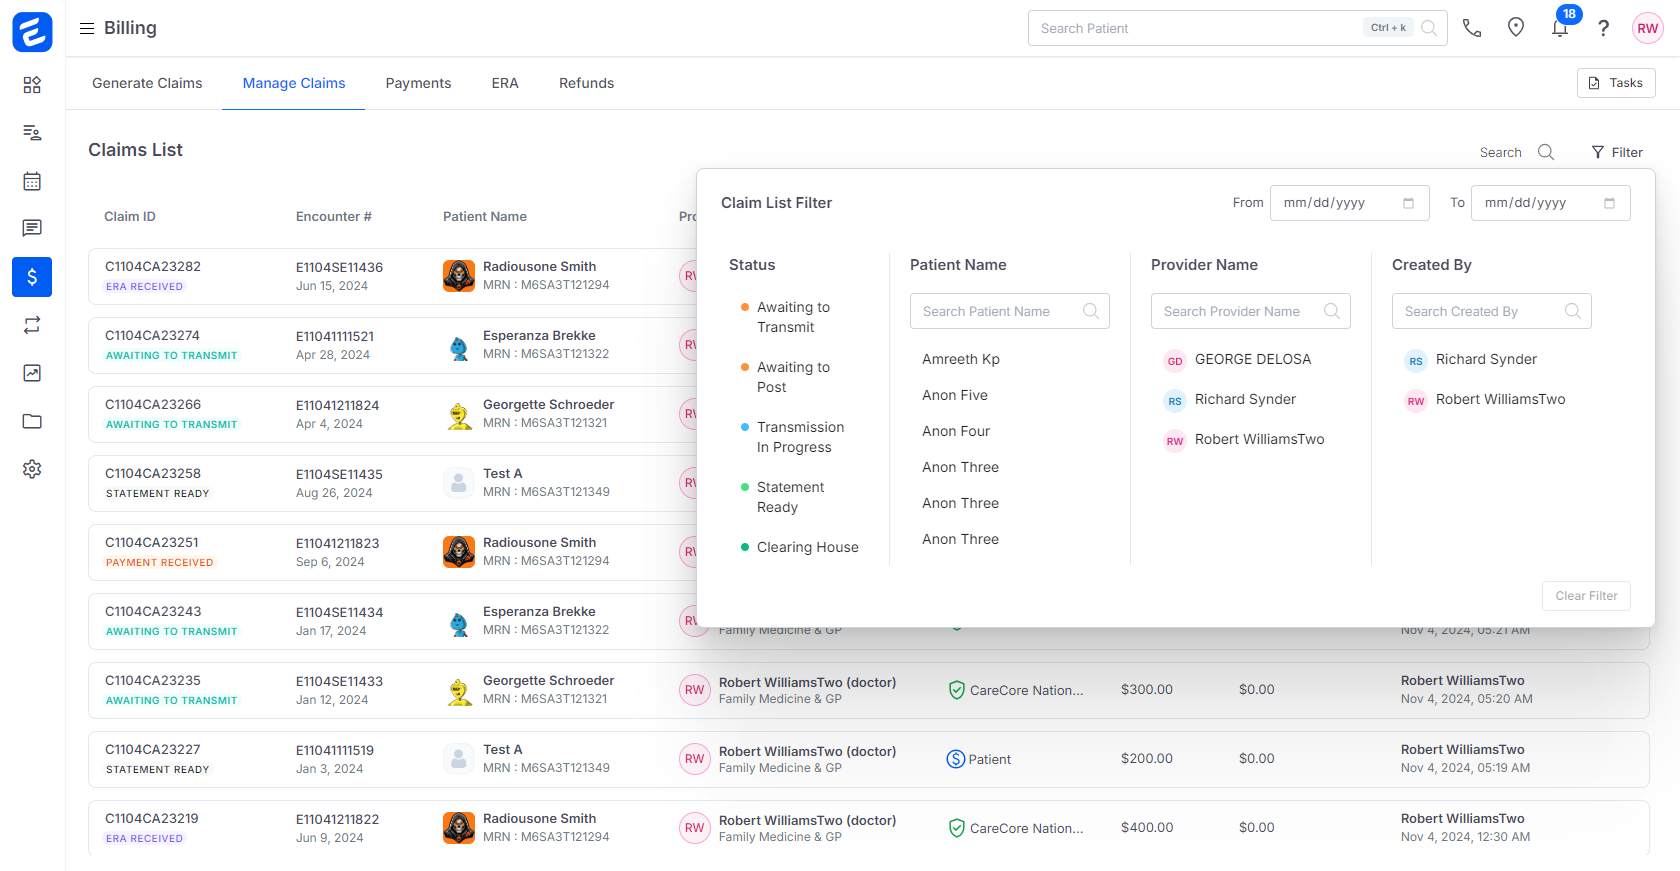 Billing
Search Patient
Ctrl + k
18
?
RW
Generate Claims
Manage Claims
Payments
ERA
Refunds
Tasks
Claims List
Search
Filter
Claim ID
Encounter #
Patient Name
Claim List Filter
From
mm/dd/yyyy
To
mm/dd/yyyy
Status
Awaiting to
Transmit
Awaiting to
Post
Transmission
In Progress
Statement
Ready
Clearing House
Patient Name
Search Patient Name
Amreeth Kp
Anon Five
Anon Four
Anon Three
Anon Three
Anon Three
Provider Name
Search Provider Name
GD GEORGE DELOSA
RS Richard Synder
RW Robert WilliamsTwo
Created By
Search Created By
RS Richard Synder
RW Robert WilliamsTwo
Clear Filter
$
C1104CA23282
ERA RECEIVED
E1104SE11436
Jun 15, 2024
Radiousone Smith
MRN : M6SA3T121294
C1104CA23274
AWAITING TO TRANSMIT
E11041111521
Apr 28, 2024
Esperanza Brekke
MRN : M6SA3T121322
C1104CA23266
AWAITING TO TRANSMIT
E11041211824
Apr 4, 2024
Georgette Schroeder
MRN : M6SA3T121321
C1104CA23258
STATEMENT READY
E1104SE11435
Aug 26, 2024
Test A
MRN : M6SA3T121349
C1104CA23251
PAYMENT RECEIVED
E11041211823
Sep 6, 2024
Radiousone Smith
MRN : M6SA3T121294
C1104CA23243
AWAITING TO TRANSMIT
E1104SE11434
Jan 17, 2024
Esperanza Brekke
MRN : M6SA3T121322
Family Medicine & GP
Nov 4, 2024, 05:21 AM
C1104CA23235
AWAITING TO TRANSMIT
E1104SE11433
Jan 12, 2024
Georgette Schroeder
MRN : M6SA3T121321
RW
Robert WilliamsTwo (doctor)
Family Medicine & GP
CareCore Nation...
$300.00
$0.00
Robert WilliamsTwo
Nov 4, 2024, 05:20 AM
C1104CA23227
STATEMENT READY
E11041111519
Jan 3, 2024
Test A
MRN : M6SA3T121349
RW
Robert WilliamsTwo (doctor)
Family Medicine & GP
Patient
$200.00
$0.00
Robert WilliamsTwo
Nov 4, 2024, 05:19 AM
C1104CA23219
ERA RECEIVED
E11041211822
Jun 9, 2024
Radiousone Smith
MRN : M6SA3T121294
RW
Robert WilliamsTwo (doctor)
Family Medicine & GP
CareCore Nation...
$400.00
$0.00
Robert WilliamsTwo
Nov 4, 2024, 12:30 AM